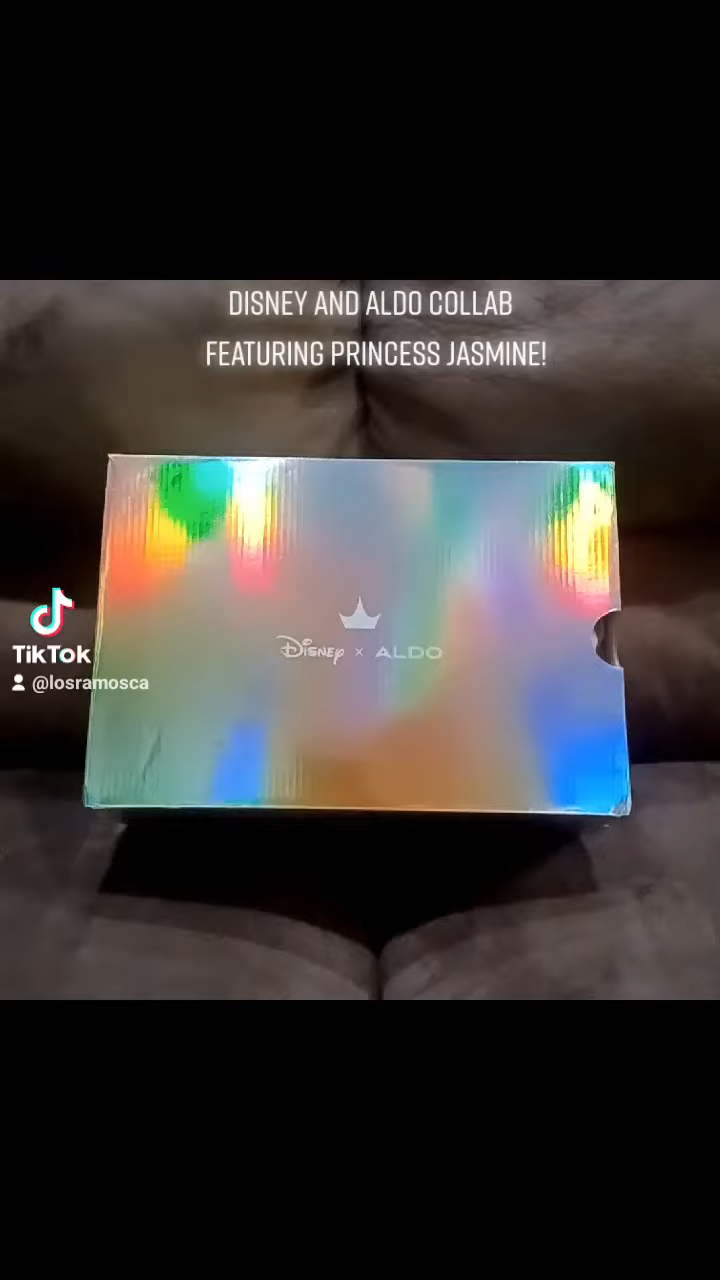 DISNEY AND ALDO COLLAB
FEATURING PRINCESS JASMINE!
Disney × ALDO
TikTok
@losramosca